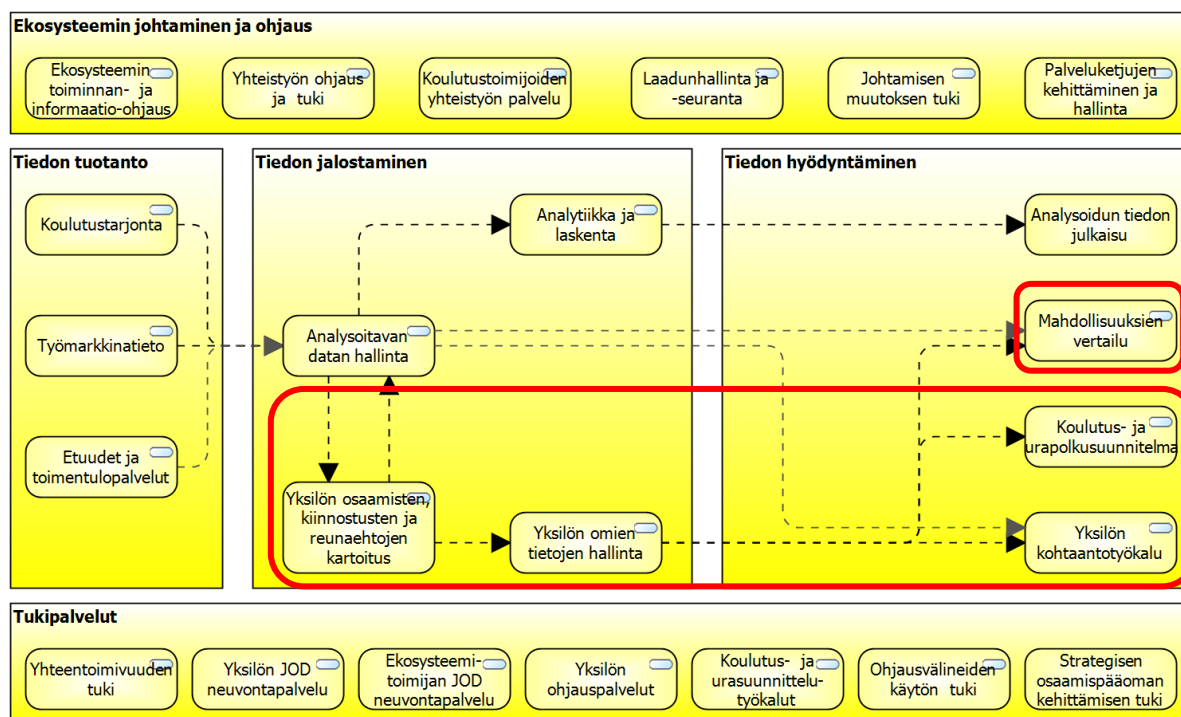 Ekosysteemin johtaminen ja ohjaus
Ekosysteemin
toiminnan- ja
informaatio-ohjaus
Yhteistyön ohjaus
ja tuki
Koulutustoimijoiden
yhteistyön palvelu
Laadunhallinta ja
-seuranta
Johtamisen
muutoksen tuki
Palveluketjujen
kehittäminen ja
hallinta
Tiedon tuotanto
Koulutustarjonta
Työmarkkinatieto
Etuudet ja
toimentulopalvelut
Tiedon jalostaminen
Analytiikka ja
laskenta
Analysoitavan
datan hallinta
Yksilön osaamisten,
kiinnostusten ja
reunaehtojen
kartoitus
Yksilön omien
tietojen hallinta
Tiedon hyödyntäminen
Analysoidun tiedon
julkaisu
Mahdollisuuksien
vertailu
Koulutus- ja
urapolkusuunnitelma
Yksilön
kohtaantotyökalu
Tukipalvelut
Yhteentoimivuuden
tuki
Yksilön JOD
neuvontapalvelu
Ekosysteemi-
toimijan JOD
neuvontapalvelu
Yksilön
ohjauspalvelut
Koulutus- ja
urasuunnittelu-
työkalut
Ohjausvälineiden
käytön tuki
Strategisen
osaamispääoman
kehittämisen tuki